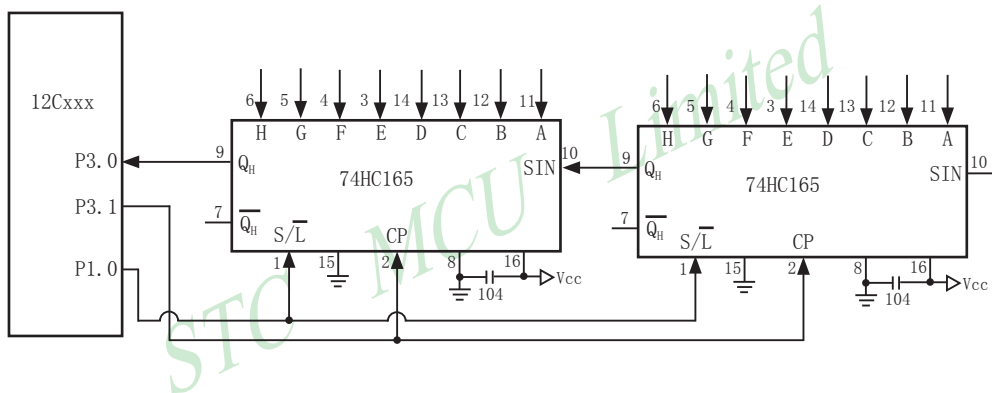 12Cxxx
P3.0
P3.1
P1.0
6 5 4 3 14 13 12 11
H G F E D C B A
9 QH
74HC165
SIN 10
7 QH
S/L
CP
1 15 2 8 16
104
Vcc
6 5 4 3 14 13 12 11
H G F E D C B A
9 QH
74HC165
SIN 10
7 QH
S/L
CP
1 15 2 8 16
104
Vcc
STC MCU Limited